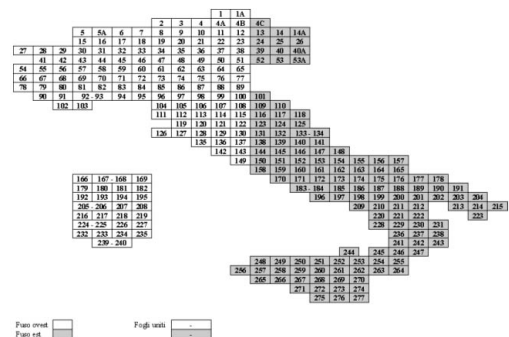 1 1A
2 3 4 4A 4B 4C
5 5A 6 7 8 9 10 11 12 13 14 14A
15 16 17 18 19 20 21 22 23 24 25 26
27 28 29 30 31 32 33 34 35 36 37 38 39 40 40A
41 42 43 44 45 46 47 48 49 50 51 52 53 53A
54 55 56 57 58 59 60 61 62 63 64 65
66 67 68 69 70 71 72 73 74 75 76 77
78 79 80 81 82 83 84 85 86 87 88 89
90 91 92 - 93 94 95 96 97 98 99 100 101
102 103 104 105 106 107 108 109 110
111 112 113 114 115 116 117 118
119 120 121 122 123 124 125
126 127 128 129 130 131 132 133 - 134
135 136 137 138 139 140 141
142 143 144 145 146 147 148
149 150 151 152 153 154 155 156 157
158 159 160 161 162 163 164 165
166 167 - 168 169 170 171 172 173 174 175 176 177 178
179 180 181 182 183 - 184 185 186 187 188 189 190 191
192 193 194 195 196 197 198 199 200 201 202 203 204
205 - 206 207 208 209 210 211 212 213 214 215
216 217 218 219 220 221 222 223
224 - 225 226 227 228 229 230 231
232 233 234 235 236 237 238
239 - 240 241 242 243
244 245 246 247
248 249 250 251 252 253 254 255
256 257 258 259 260 261 262 263 264
265 266 267 268 269 270
271 272 273 274
275 276 277
Fuso ovest Fogli uniti -
Fuso est -